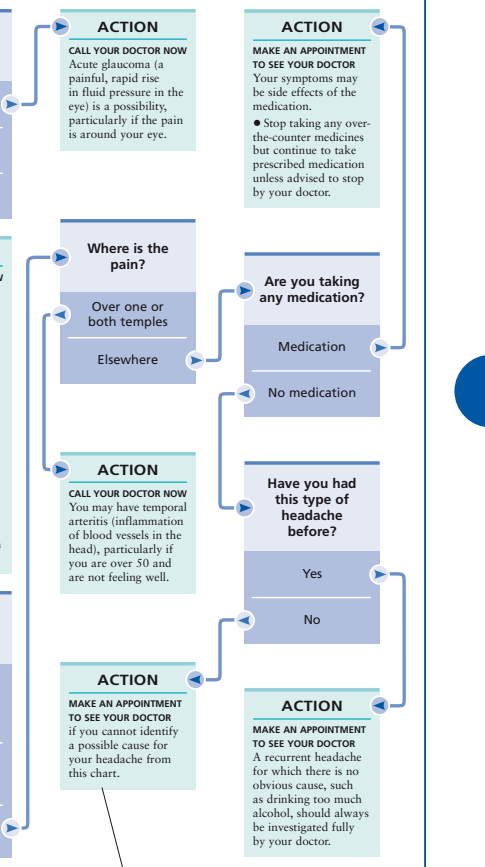 ACTION
CALL YOUR DOCTOR NOW
Acute glaucoma (a
painful, rapid rise
in fluid pressure in the
eye) is a possibility,
particularly if the pain
is around your eye.
ACTION
MAKE AN APPOINTMENT
TO SEE YOUR DOCTOR
Your symptoms may
be side effects of the
medication.
● Stop taking any over-
the-counter medicines
but continue to take
prescribed medication
unless advised to stop
by your doctor.
Where is the
pain?
Over one or
both temples
Elsewhere
Are you taking
any medication?
Medication
No medication
ACTION
CALL YOUR DOCTOR NOW
You may have temporal
arteritis (inflammation
of blood vessels in the
head), particularly if
you are over 50 and
are not feeling well.
Have you had
this type of
headache
before?
Yes
No
ACTION
MAKE AN APPOINTMENT
TO SEE YOUR DOCTOR
if you cannot identify
a possible cause for
your headache from
this chart.
ACTION
MAKE AN APPOINTMENT
TO SEE YOUR DOCTOR
A recurrent headache
for which there is no
obvious cause, such
as drinking too much
alcohol, should always
be investigated fully
by your doctor.